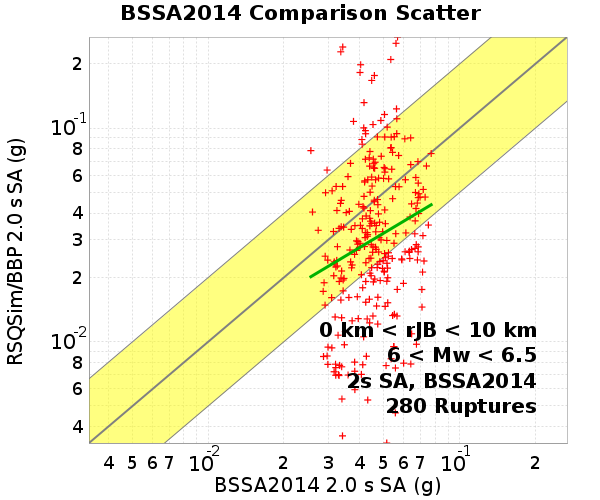 BSSA2014 Comparison Scatter
RSQSim/BBP 2.0 s SA (g)
2
10⁻¹
8
6
4
3
2
10⁻²
8
6
4
0 km < rJB < 10 km
6 < Mw < 6.5
2s SA, BSSA2014
280 Ruptures
4 5 6 7 10⁻² 2 3 4 5 6 7 10⁻¹ 2
BSSA2014 2.0 s SA (g)